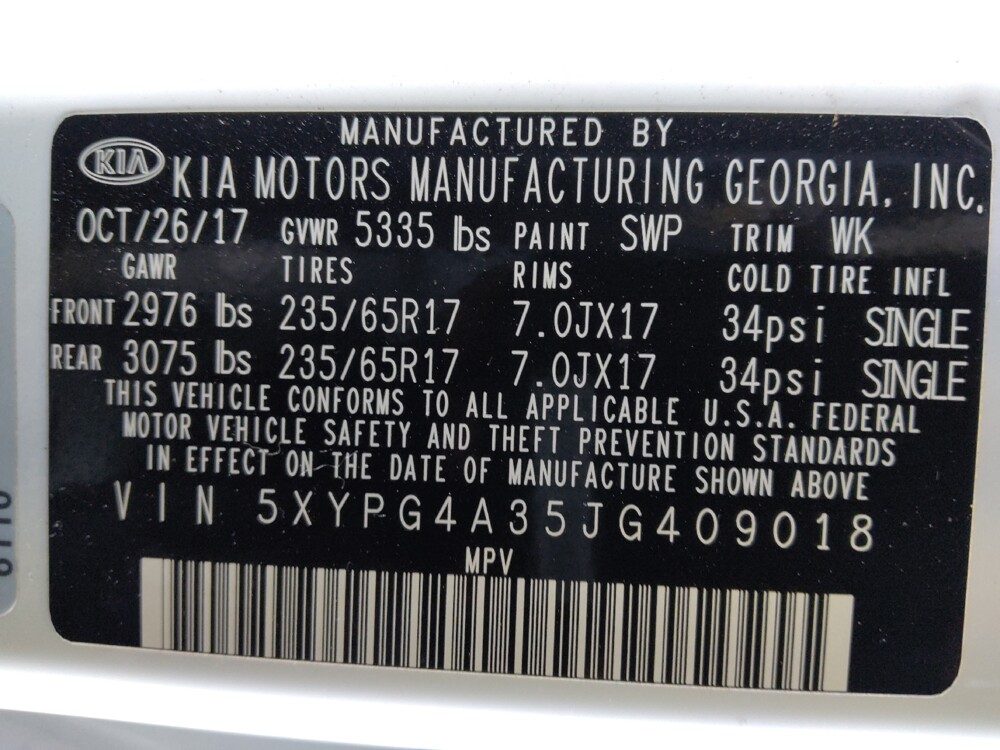 MANUFACTURED BY
KIA KIA MOTORS MANUFACTURING GEORGIA, INC.
OCT/26/17 GVWR 5335 lbs PAINT SWP TRIM WK
GAWR TIRES RIMS COLD TIRE INFL
FRONT 2976 lbs 235/65R17 7.0JX17 34psi SINGLE
REAR 3075 lbs 235/65R17 7.0JX17 34psi SINGLE
THIS VEHICLE CONFORMS TO ALL APPLICABLE U.S.A. FEDERAL
MOTOR VEHICLE SAFETY AND THEFT PREVENTION STANDARDS
IN EFFECT ON THE DATE OF MANUFACTURE SHOWN ABOVE
VIN 5XYPG4A35JG409018
MPV